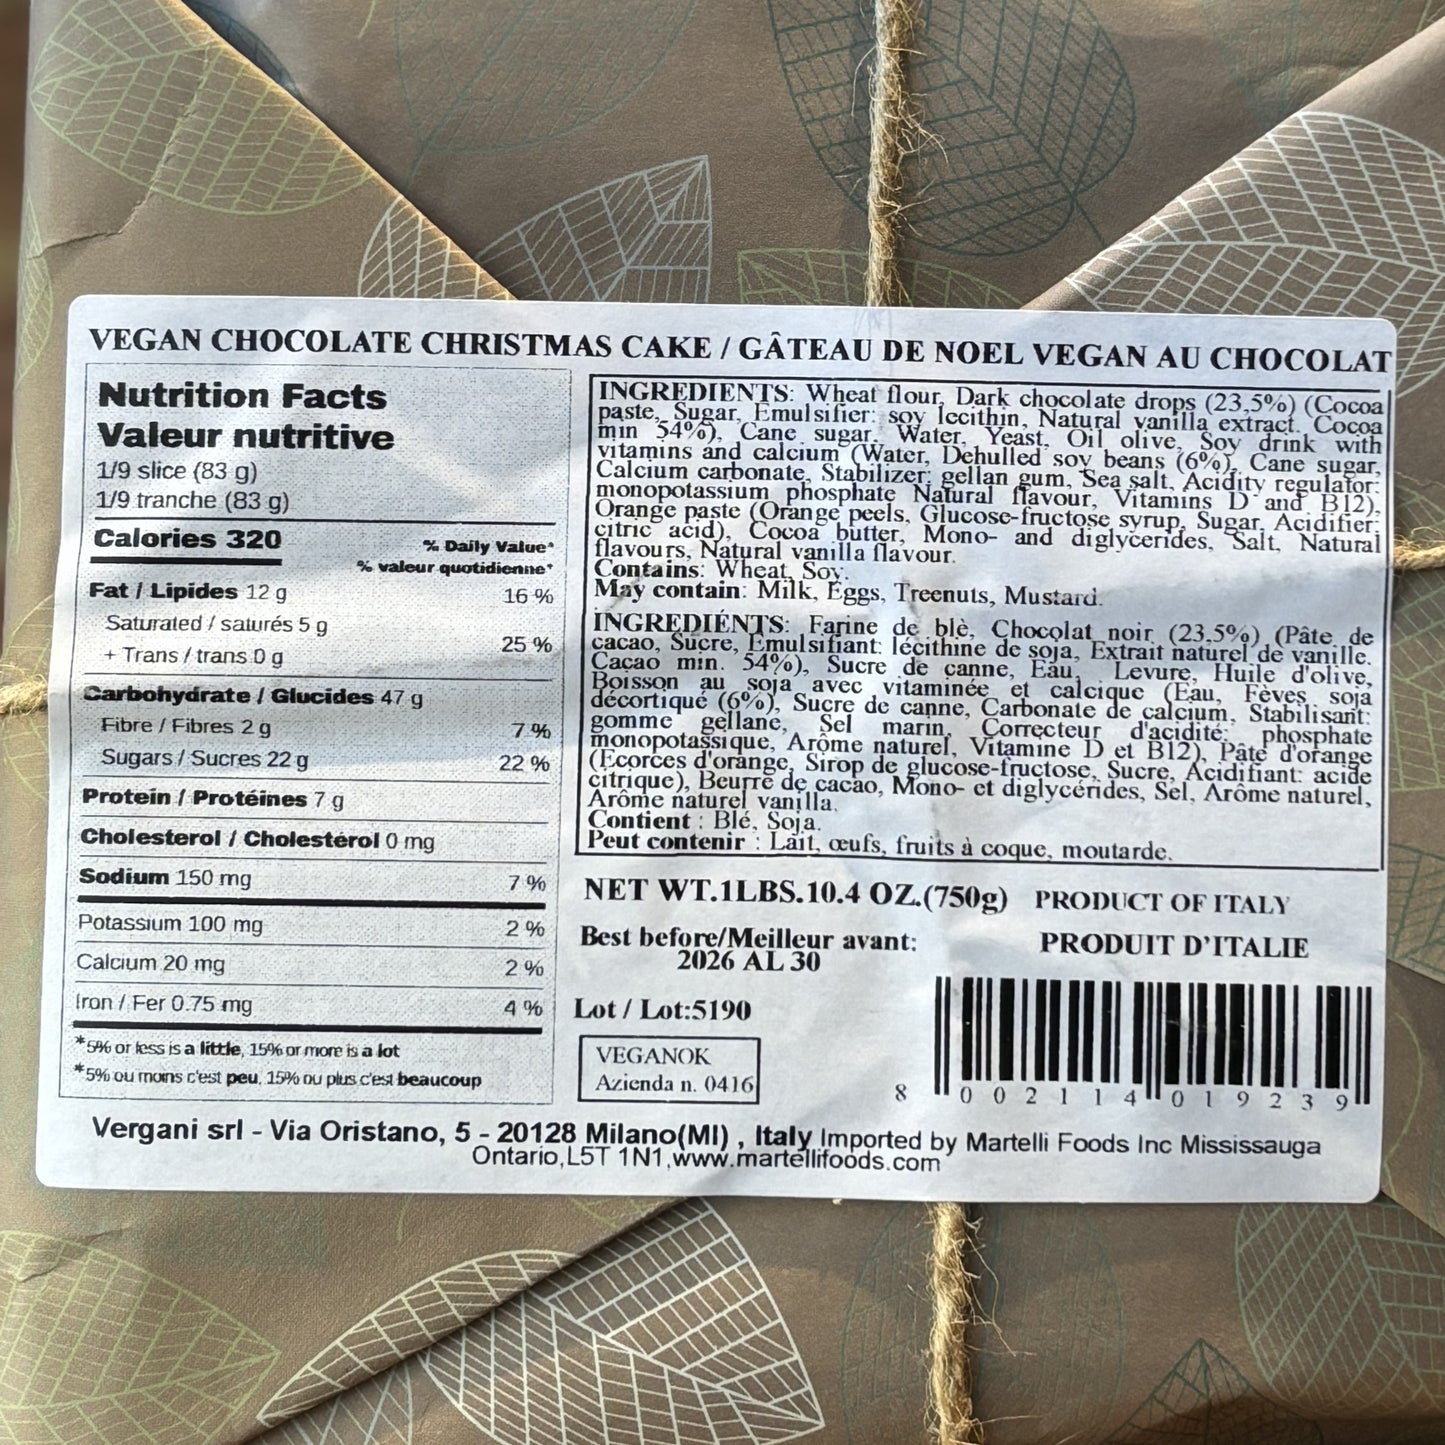 VEGAN CHOCOLATE CHRISTMAS CAKE / GÂTEAU DE NOEL VEGAN AU CHOCOLAT
Nutrition Facts
Valeur nutritive
1/9 slice (83 g)
1/9 tranche (83 g)
Calories 320
% Daily Value*
% valeur quotidienne*
Fat / Lipides 12 g 16 %
Saturated / saturés 5 g
+ Trans / trans 0 g 25 %
Carbohydrate / Glucides 47 g
Fibre / Fibres 2 g 7 %
Sugars / Sucres 22 g 22 %
Protein / Protéines 7 g
Cholesterol / Cholestérol 0 mg
Sodium 150 mg 7 %
Potassium 100 mg 2 %
Calcium 20 mg 2 %
Iron / Fer 0.75 mg 4 %
*5% or less is a little, 15% or more is a lot
*5% ou moins c'est peu, 15% ou plus c'est beaucoup
INGREDIENTS: Wheat flour, Dark chocolate drops (23,5%) (Cocoa
paste, Sugar, Emulsifier: soy lecithin, Natural vanilla extract. Cocoa
min 54%), Cane sugar, Water, Yeast, Oil olive, Soy drink with
vitamins and calcium (Water, Dehulled soy beans (6%), Cane sugar,
Calcium carbonate, Stabilizer: gellan gum, Sea salt, Acidity regulator:
monopotassium phosphate Natural flavour, Vitamins D and B12),
Orange paste (Orange peels, Glucose-fructose syrup, Sugar, Acidifier:
citric acid), Cocoa butter, Mono- and diglycerides, Salt, Natural
flavours, Natural vanilla flavour.
Contains: Wheat, Soy.
May contain: Milk, Eggs, Treenuts, Mustard.
INGREDIÉNTS: Farine de blè, Chocolat noir (23.5%) (Pâte de
cacao, Sucre, Emulsifiant: lécithine de soja, Extrait naturel de vanille.
Cacao min. 54%), Sucre de canne, Eau, Levure, Huile d'olive,
Boisson au soja avec vitaminée et calcique (Eau, Fèves soja
décortiqué (6%), Sucre de canne, Carbonate de calcium, Stabilisant:
gomme gellane, Sel marin, Correcteur d'acidité: phosphate
monopotassique, Arôme naturel, Vitamine D et B12), Pâte d'orange
(Ecorces d'orange, Sirop de glucose-fructose, Sucre, Acidifiant: acide
citrique), Beurre de cacao, Mono- et diglycérides, Sel, Arôme naturel,
Arôme naturel vanilla.
Contient : Blé, Soja.
Peut contenir : Lait, œufs, fruits à coque, moutarde.
NET WT.1LBS.10.4 OZ.(750g) PRODUCT OF ITALY
PRODUIT D'ITALIE
Best before/Meilleur avant:
2026 AL 30
Lot / Lot:5190
VEGANOK
Azienda n. 0416
8 002114 019239
Vergani srl - Via Oristano, 5 - 20128 Milano(MI) , Italy Imported by Martelli Foods Inc Mississauga
Ontario,L5T 1N1,www.martellifoods.com